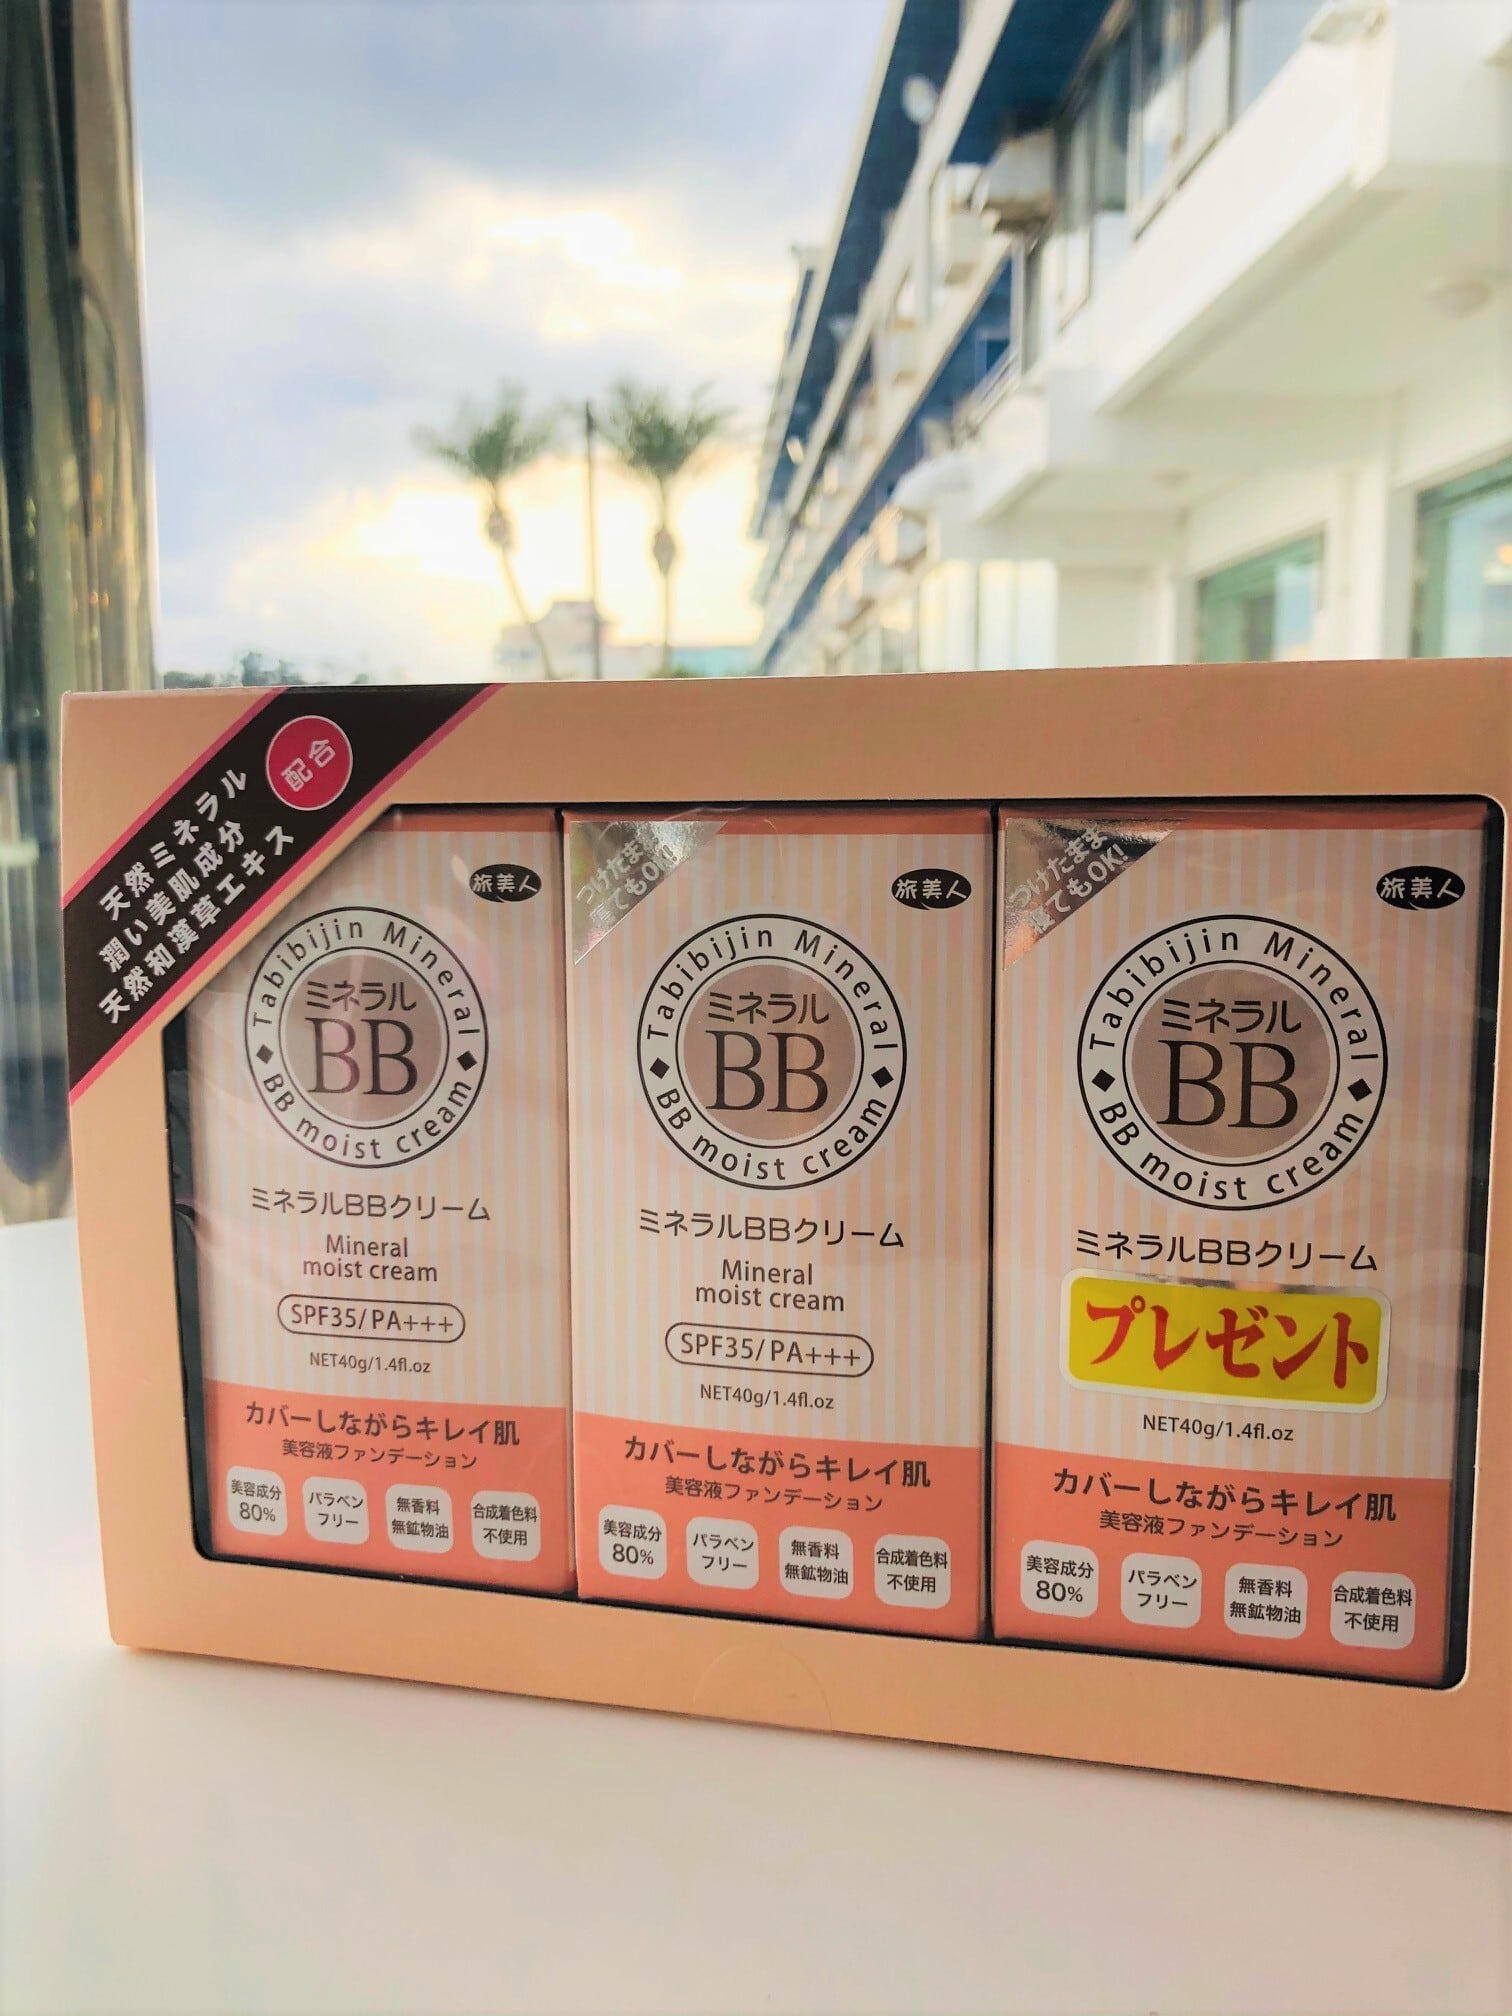 配合
天然ミネラル
潤い美肌成分
天然和漢草エキス
旅美人
Tabibijin Mineral
ミネラル
BB
BB moist cream
ミネラルBBクリーム
Mineral
moist cream
SPF35/PA+++
NET40g/1.4fl.oz
カバーしながらキレイ肌
美容液ファンデーション
美容成分
80%
パラベン
フリー
無香料
無鉱物油
合成着色料
不使用
つけたまま
寝てもOK!
旅美人
Tabibijin Mineral
ミネラル
BB
BB moist cream
ミネラルBBクリーム
Mineral
moist cream
SPF35/PA+++
NET40g/1.4fl.oz
カバーしながらキレイ肌
美容液ファンデーション
美容成分
80%
パラベン
フリー
無香料
無鉱物油
合成着色料
不使用
つけたまま
寝てもOK!
旅美人
Tabibijin Mineral
ミネラル
BB
BB moist cream
ミネラルBBクリーム
プレゼント
NET40g/1.4fl.oz
カバーしながらキレイ肌
美容液ファンデーション
美容成分
80%
パラベン
フリー
無香料
無鉱物油
合成着色料
不使用